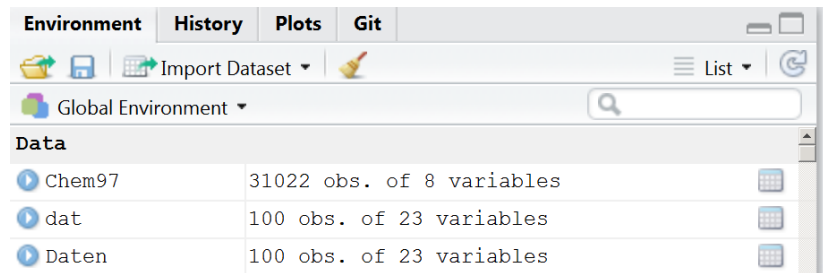 Environment History Plots Git
Import Dataset List
Global Environment
Data
Chem97 31022 obs. of 8 variables
dat 100 obs. of 23 variables
Daten 100 obs. of 23 variables